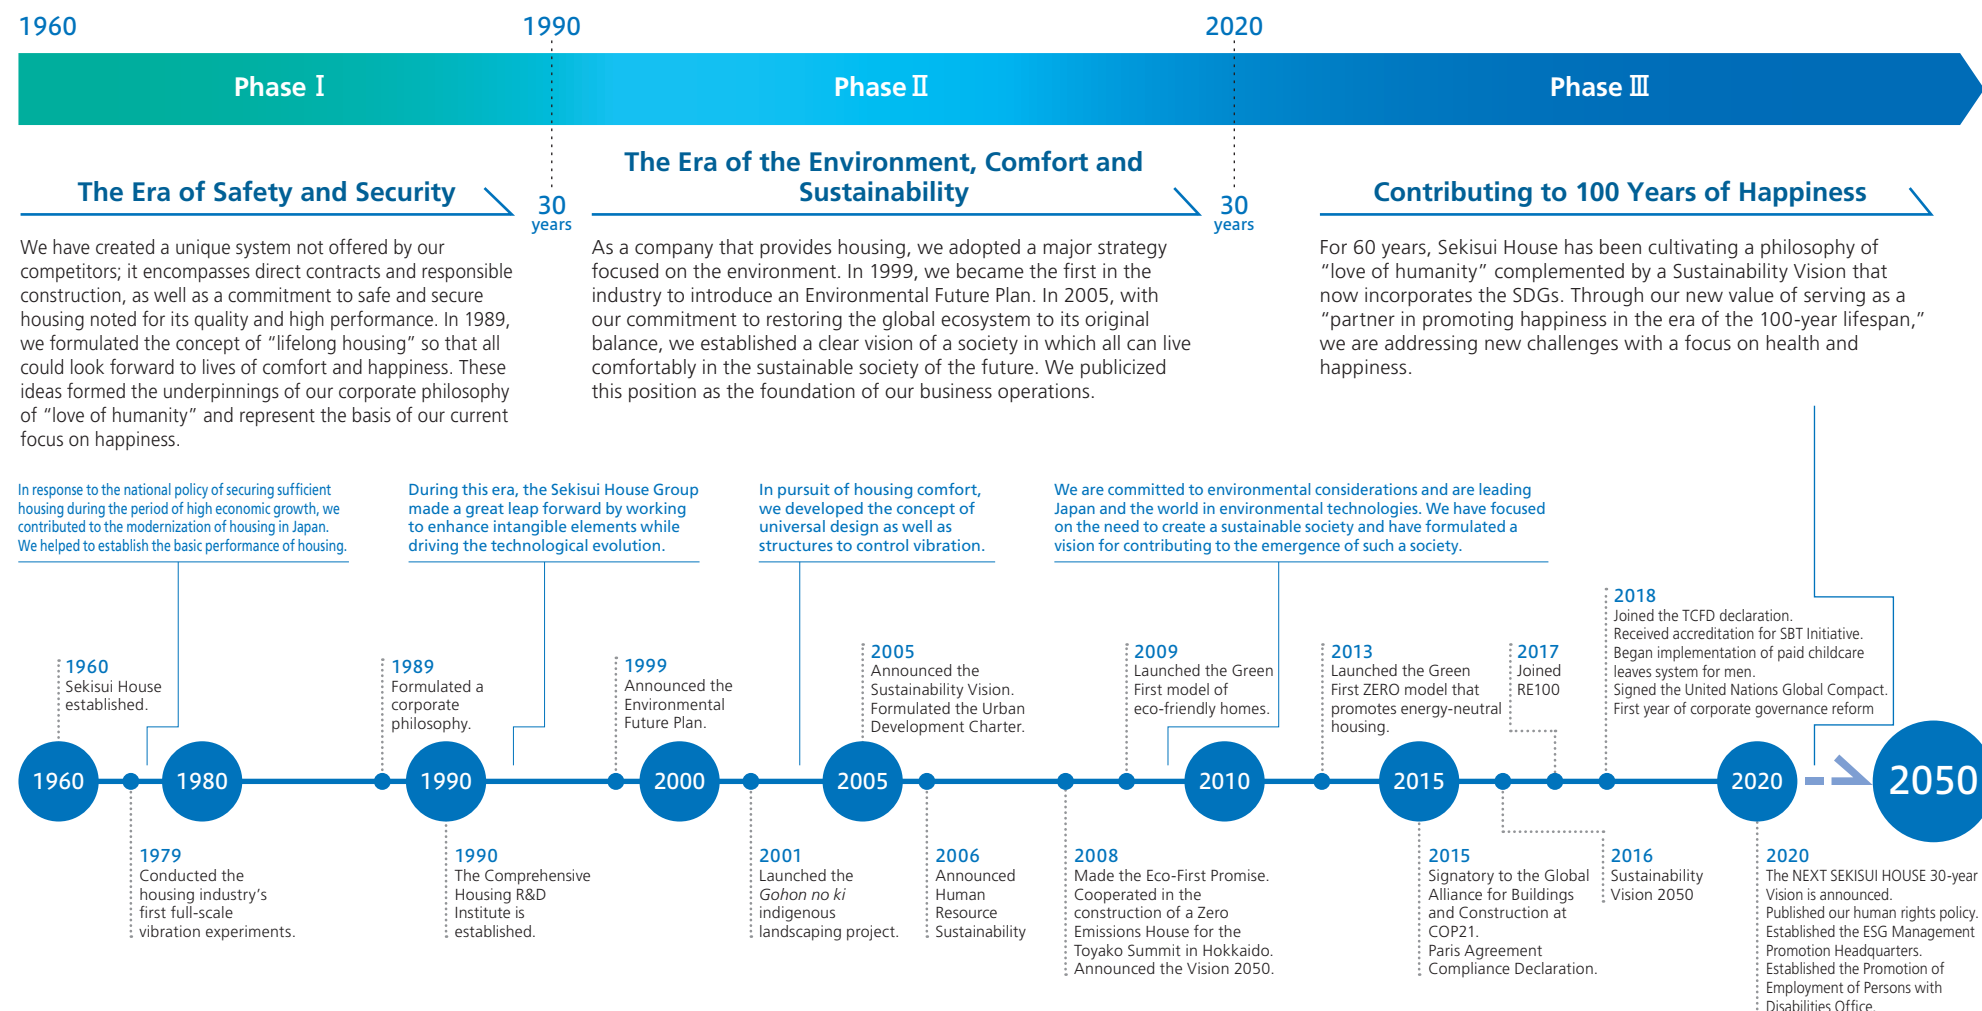 1960
1990
2020
Phase Ⅰ
Phase Ⅱ
Phase Ⅲ
The Era of Safety and Security
30
years
We have created a unique system not offered by our
competitors; it encompasses direct contracts and responsible
construction, as well as a commitment to safe and secure
housing noted for its quality and high performance. In 1989,
we formulated the concept of “lifelong housing” so that all
could look forward to lives of comfort and happiness. These
ideas formed the underpinnings of our corporate philosophy
of “love of humanity” and represent the basis of our current
focus on happiness.
The Era of the Environment, Comfort and
Sustainability
30
years
As a company that provides housing, we adopted a major strategy
focused on the environment. In 1999, we became the first in the
industry to introduce an Environmental Future Plan. In 2005, with
our commitment to restoring the global ecosystem to its original
balance, we established a clear vision of a society in which all can live
comfortably in the sustainable society of the future. We publicized
this position as the foundation of our business operations.
Contributing to 100 Years of Happiness
For 60 years, Sekisui House has been cultivating a philosophy of
“love of humanity” complemented by a Sustainability Vision that
now incorporates the SDGs. Through our new value of serving as a
“partner in promoting happiness in the era of the 100-year lifespan,”
we are addressing new challenges with a focus on health and
happiness.
In response to the national policy of securing sufficient
housing during the period of high economic growth, we
contributed to the modernization of housing in Japan.
We helped to establish the basic performance of housing.
During this era, the Sekisui House Group
made a great leap forward by working
to enhance intangible elements while
driving the technological evolution.
In pursuit of housing comfort,
we developed the concept of
universal design as well as
structures to control vibration.
We are committed to environmental considerations and are leading
Japan and the world in environmental technologies. We have focused
on the need to create a sustainable society and have formulated a
vision for contributing to the emergence of such a society.
1960
Sekisui House
established.
1989
Formulated a
corporate
philosophy.
1999
Announced the
Environmental
Future Plan.
2005
Announced the
Sustainability Vision.
Formulated the Urban
Development Charter.
2009
Launched the Green
First model of
eco-friendly homes.
2013
Launched the Green
First ZERO model that
promotes energy-neutral
housing.
2017
Joined
RE100
2018
Joined the TCFD declaration.
Received accreditation for SBT Initiative.
Began implementation of paid childcare
leaves system for men.
Signed the United Nations Global Compact.
First year of corporate governance reform
1960
1980
1990
2000
2005
2010
2015
2020
2050
1979
Conducted the
housing industry’s
first full-scale
vibration experiments.
1990
The Comprehensive
Housing R&D
Institute is
established.
2001
Launched the
Gohon no ki
indigenous
landscaping project.
2006
Announced
Human
Resource
Sustainability
2008
Made the Eco-First Promise.
Cooperated in the
construction of a Zero
Emissions House for the
Toyako Summit in Hokkaido.
Announced the Vision 2050.
2015
Signatory to the Global
Alliance for Buildings
and Construction at
COP21.
Paris Agreement
Compliance Declaration.
2016
Sustainability
Vision 2050
2020
The NEXT SEKISUI HOUSE 30-year
Vision is announced.
Published our human rights policy.
Established the ESG Management
Promotion Headquarters.
Established the Promotion of
Employment of Persons with
Disabilities Office.